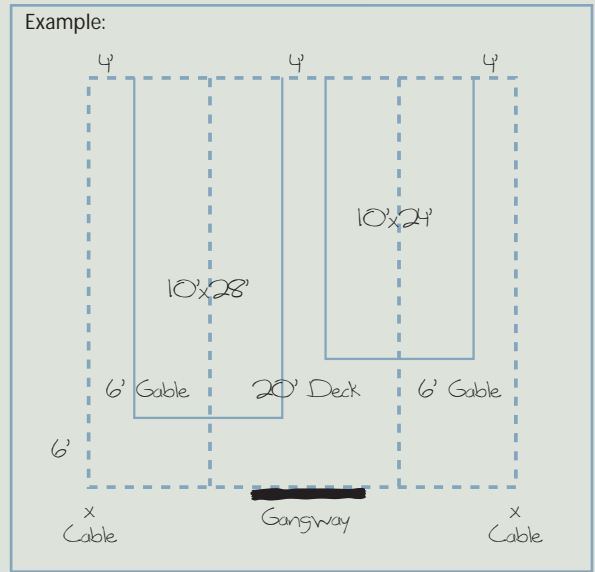 Example:
4' 4' 4'
10'x24'
10'x28'
6' Gable 20' Deck 6' Gable
6'
x x
Cable Gangway Cable